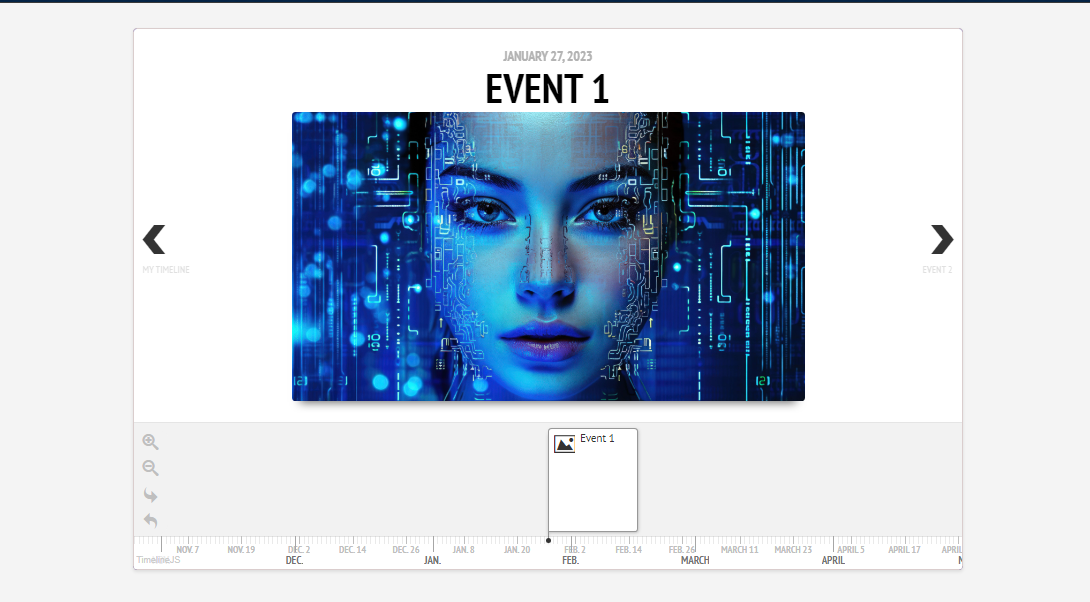 JANUARY 27, 2023
EVENT 1
MY TIMELINE
EVENT 2
Event 1
NOV. 7 NOV. 19 DEC. 2 DEC. 14 DEC. 26 JAN. 8 JAN. 20 FEB. 2 FEB. 14 FEB. 26 MARCH 11 MARCH 23 APRIL 5 APRIL 17 APRIL
TimelineJS DEC. JAN. FEB. MARCH APRIL